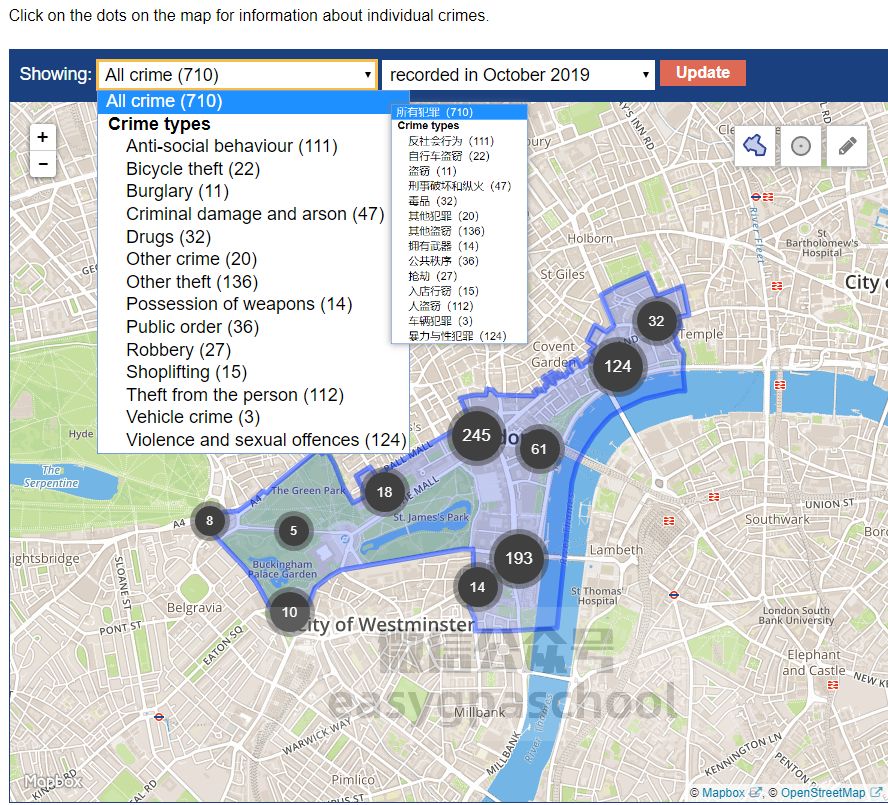 Click on the dots on the map for information about individual crimes.
Showing:
All crime (710)
recorded in October 2019
Update
All crime (710)
Crime types
Anti-social behaviour (111)
Bicycle theft (22)
Burglary (11)
Criminal damage and arson (47)
Drugs (32)
Other crime (20)
Other theft (136)
Possession of weapons (14)
Public order (36)
Robbery (27)
Shoplifting (15)
Theft from the person (112)
Vehicle crime (3)
Violence and sexual offences (124)
所有犯罪 (710)
Crime types
反社会行为 (111)
自行车盗窃 (22)
盗窃 (11)
刑事破坏和纵火 (47)
毒品 (32)
其他犯罪 (20)
其他盗窃 (136)
拥有武器 (14)
公共秩序 (36)
抢劫 (27)
入店行窃 (15)
人盗窃 (112)
车辆犯罪 (3)
暴力与性犯罪 (124)
+
−
River Fleet
Holborn
St
Bartholomew's
Hospital
St Giles
City
32
Temple
Covent
Garden
124
Hyde
245
61
PALL MALL
The
Serpentine
The Green Park
18
THE MALL
A4
A4
8
5
St. James's Park
UNION ST
Southwark
Lambeth
193
Buckingham
Palace Garden
14
SLOANE ST
St Thomas'
Hospital
Belgravia
10
City of Westminster
London South
Bank University
PONT ST
EATON SQ
微信公众号
easygpaschool
Elephant
and Castle
Millbank
River Thames
WARWICK WAY
MILLBANK
KENNINGTON LN
PENTON
Pimlico
Mapbox
© Mapbox , © OpenStreetMap